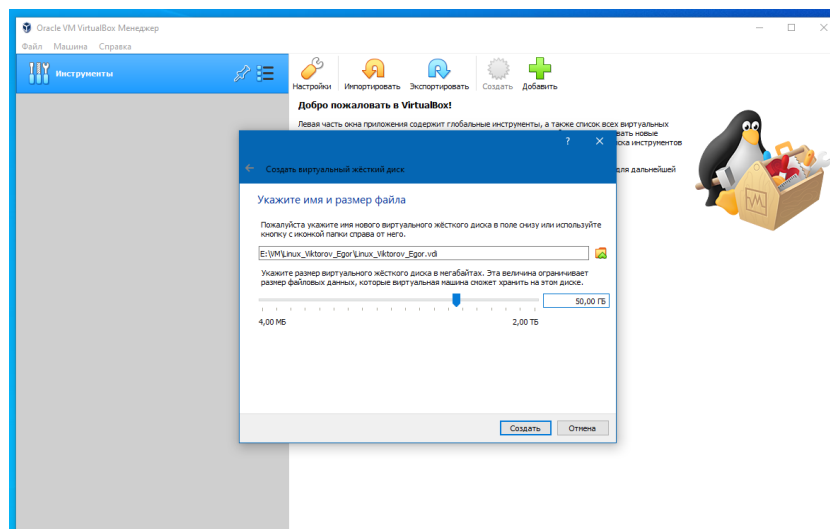 Oracle VM VirtualBox Менеджер
Файл Машина Справка
Инструменты
Настройки Импортировать Экспортировать Создать Добавить
Добро пожаловать в VirtualBox!
Левая часть окна приложения содержит глобальные инструменты, а также список всех виртуальных
вать новые
ска инструментов
для дальнейшей
?
Создать виртуальный жёсткий диск
Укажите имя и размер файла
Пожалуйста укажите имя нового виртуального жёсткого диска в поле снизу или используйте
кнопку с иконкой папки справа от него.
E:\VM\Linux_Viktorov_Egor\Linux_Viktorov_Egor.vdi
Укажите размер виртуального жёсткого диска в мегабайтах. Эта величина ограничивает
размер файловых данных, которые виртуальная машина сможет хранить на этом диске.
50,00 ГБ
4,00 МБ 2,00 ТБ
Создать Отмена